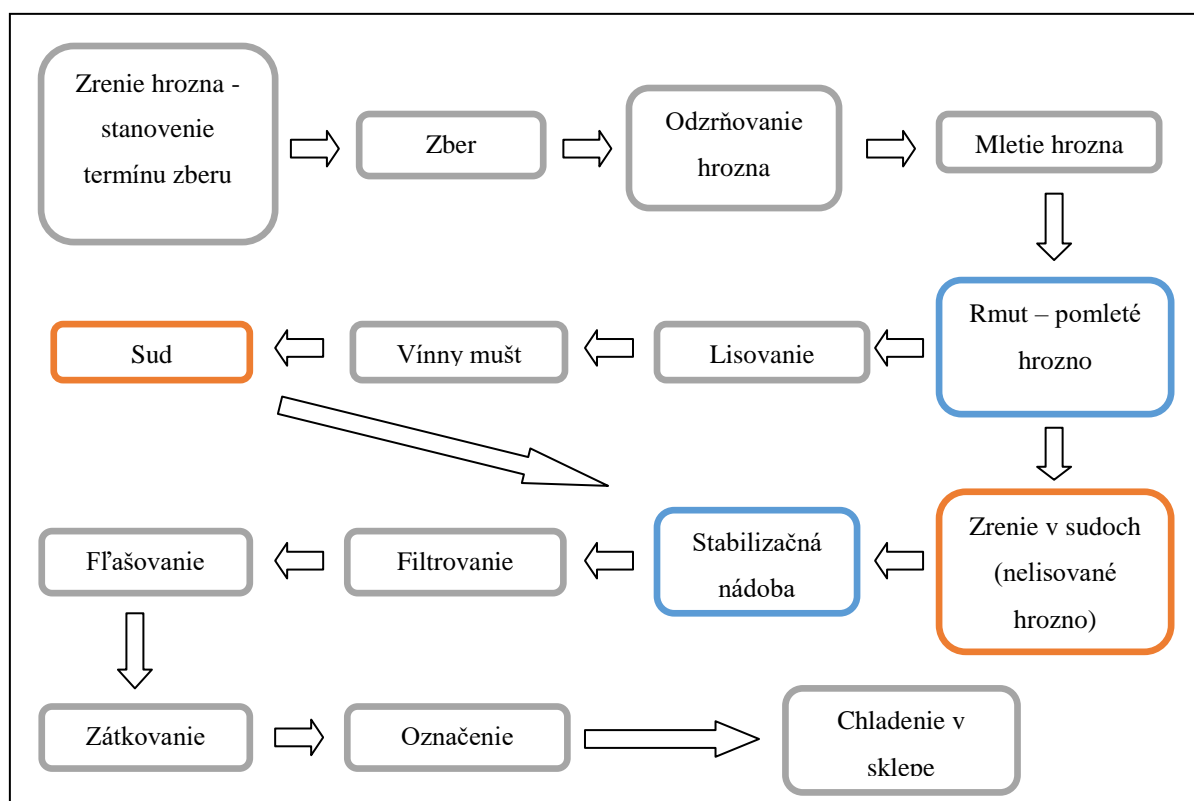 Zrenie hrozna -
stanovenie
termínu zberu
Zber
Odzrňovanie
hrozna
Mletie hrozna
Sud
Vínny mušt
Lisovanie
Rmut – pomleté
hrozno
Fľašovanie
Filtrovanie
Stabilizačná
nádoba
Zrenie v sudoch
(nelisované
hrozno)
Zátkovanie
Označenie
Chladenie v
sklepe